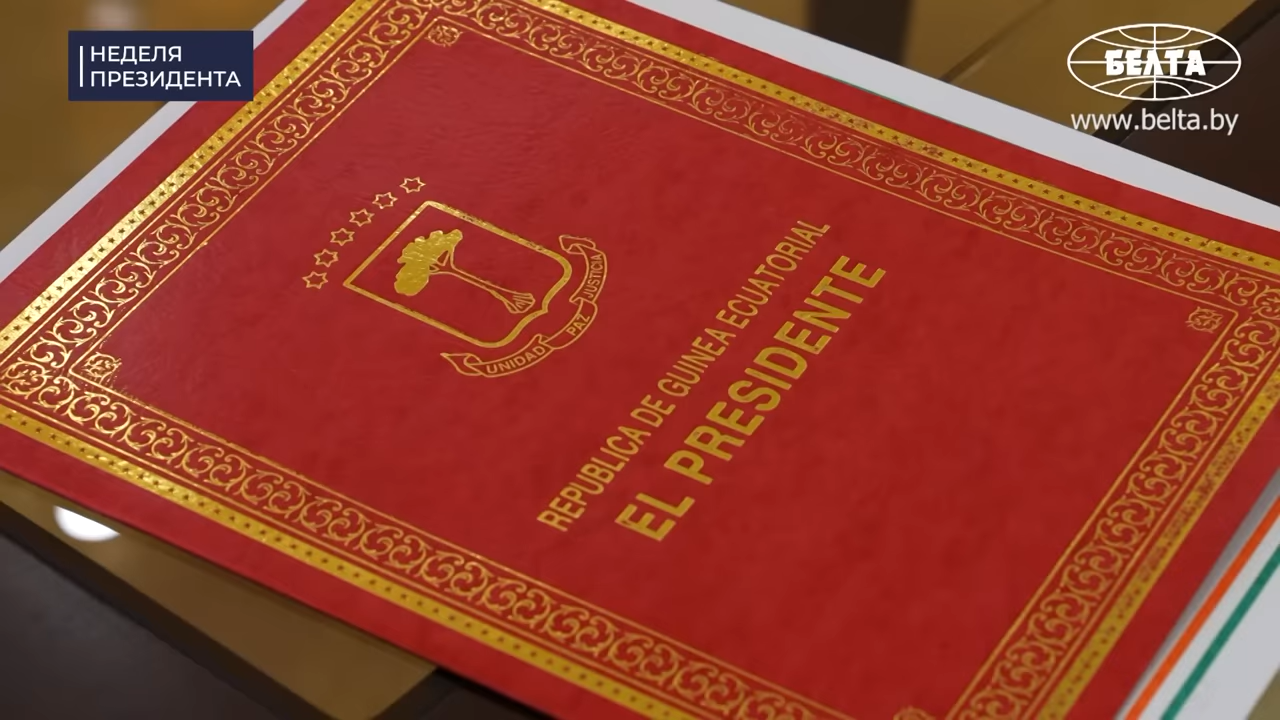 НЕДЕЛЯ
ПРЕЗИДЕНТА
БЕЛТА
www.belta.by
UNIDAD PAZ JUSTICIA
REPUBLICA DE GUINEA ECUATORIAL
EL PRESIDENTE